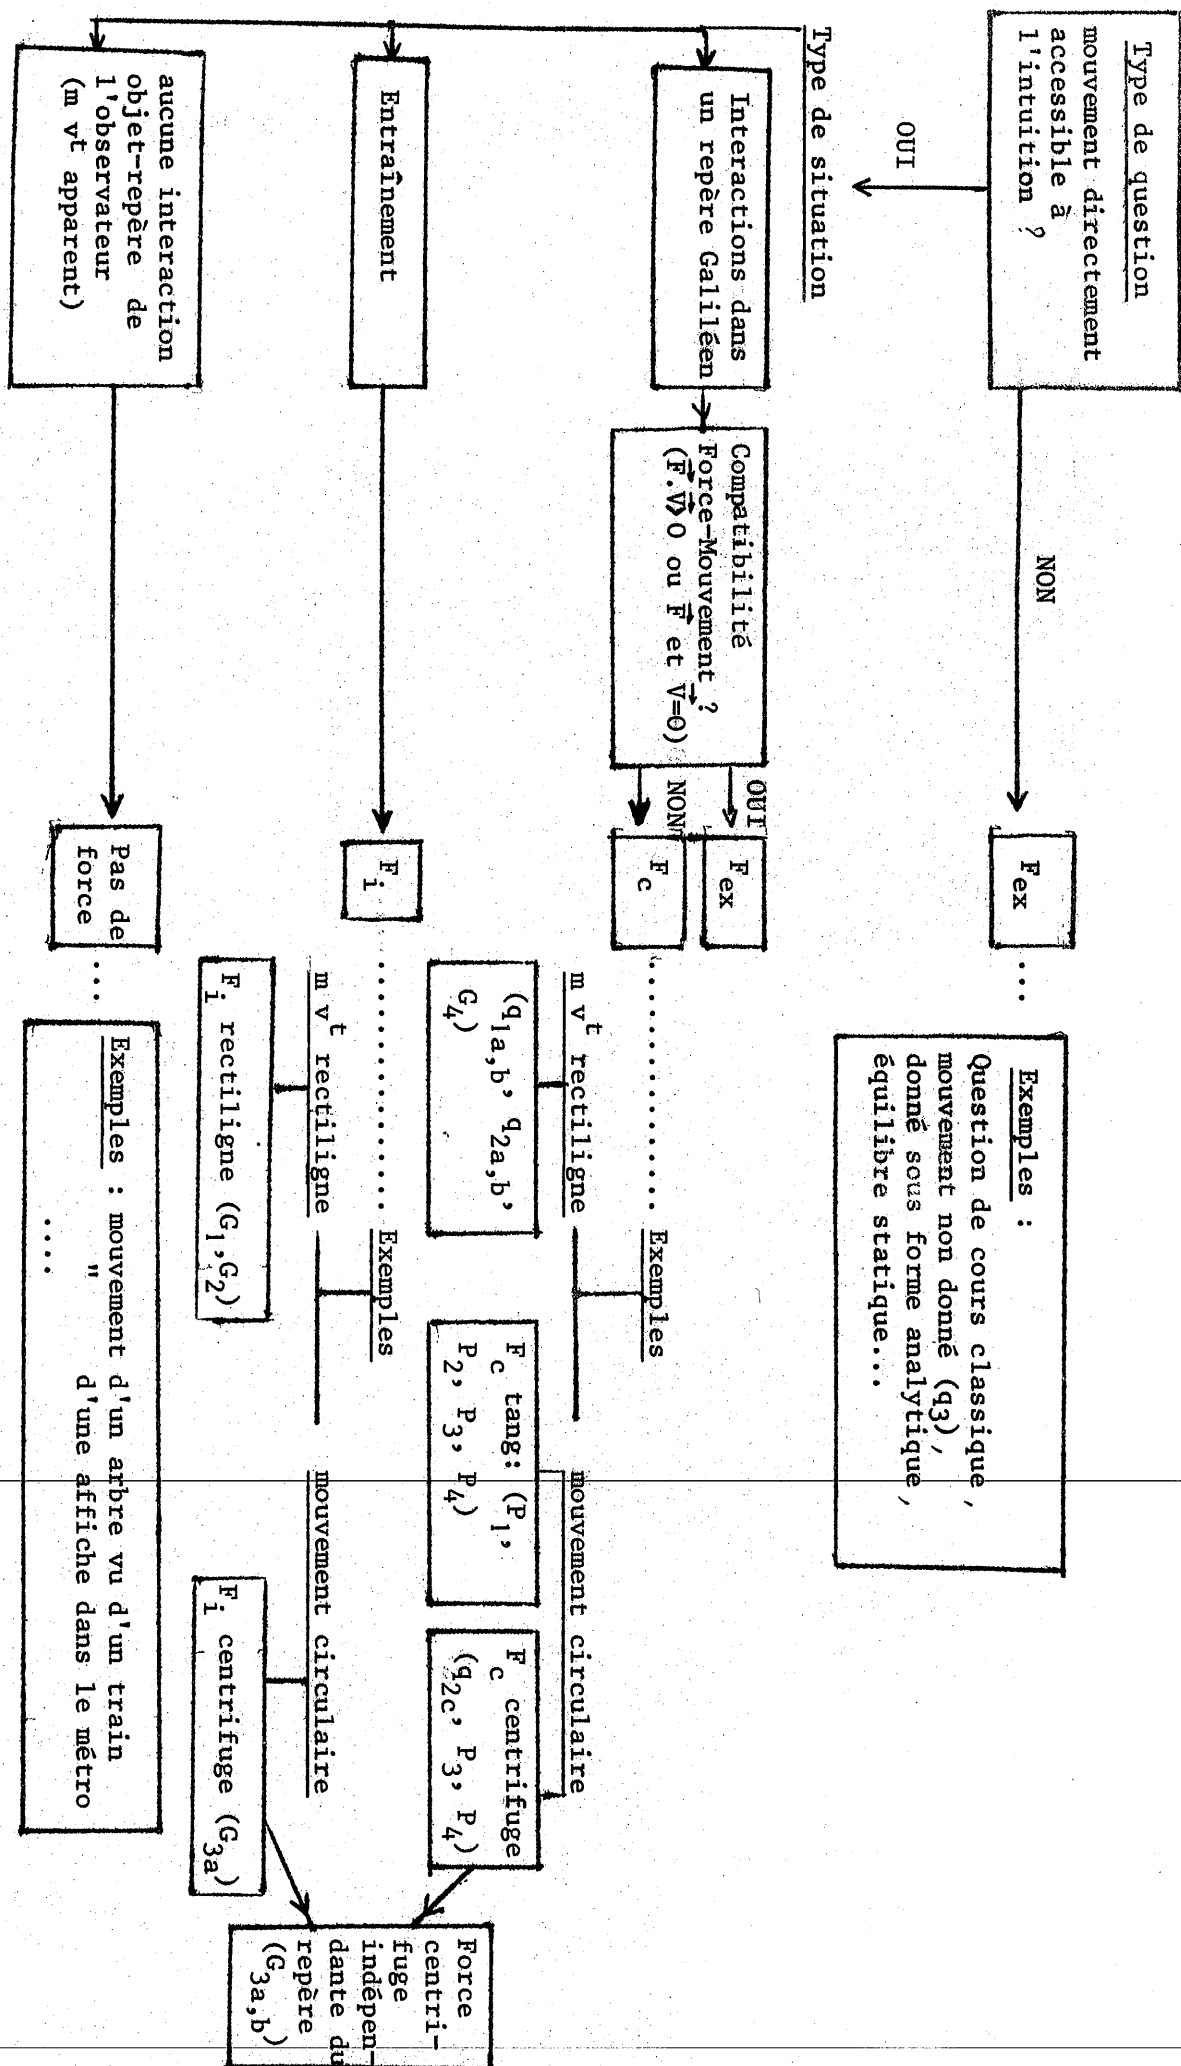 Type de question
mouvement directement
accessible à
l'intuition ?
NON
F ex
...
Exemples :
Question de cours classique,
mouvement non donné (q3),
donné sous forme analytique,
équilibre statique...
OUI
Type de situation
Interactions dans
un repère Galiléen
Compatibilité
Force-Mouvement ?
(F.V>0 ou F et V=0)
OUI
NON
F ex
F c
............ Exemples
m vt rectiligne
mouvement circulaire
(q1a,b, q2a,b,
G4)
Fc tang: (P1,
P2, P3, P4)
Fc centrifuge
(q2c, P3, P4)
Entraînement
F i
............ Exemples
m vt rectiligne
mouvement circulaire
Fi rectiligne (G1,G2)
Fi centrifuge (G3a)
Force
centri-
fuge
indépen-
dante du
repère
(G3a,b)
aucune interaction
objet-repère de
l'observateur
(m vt apparent)
Pas de
force
...
Exemples : mouvement d'un arbre vu d'un train
" d'une affiche dans le métro
....